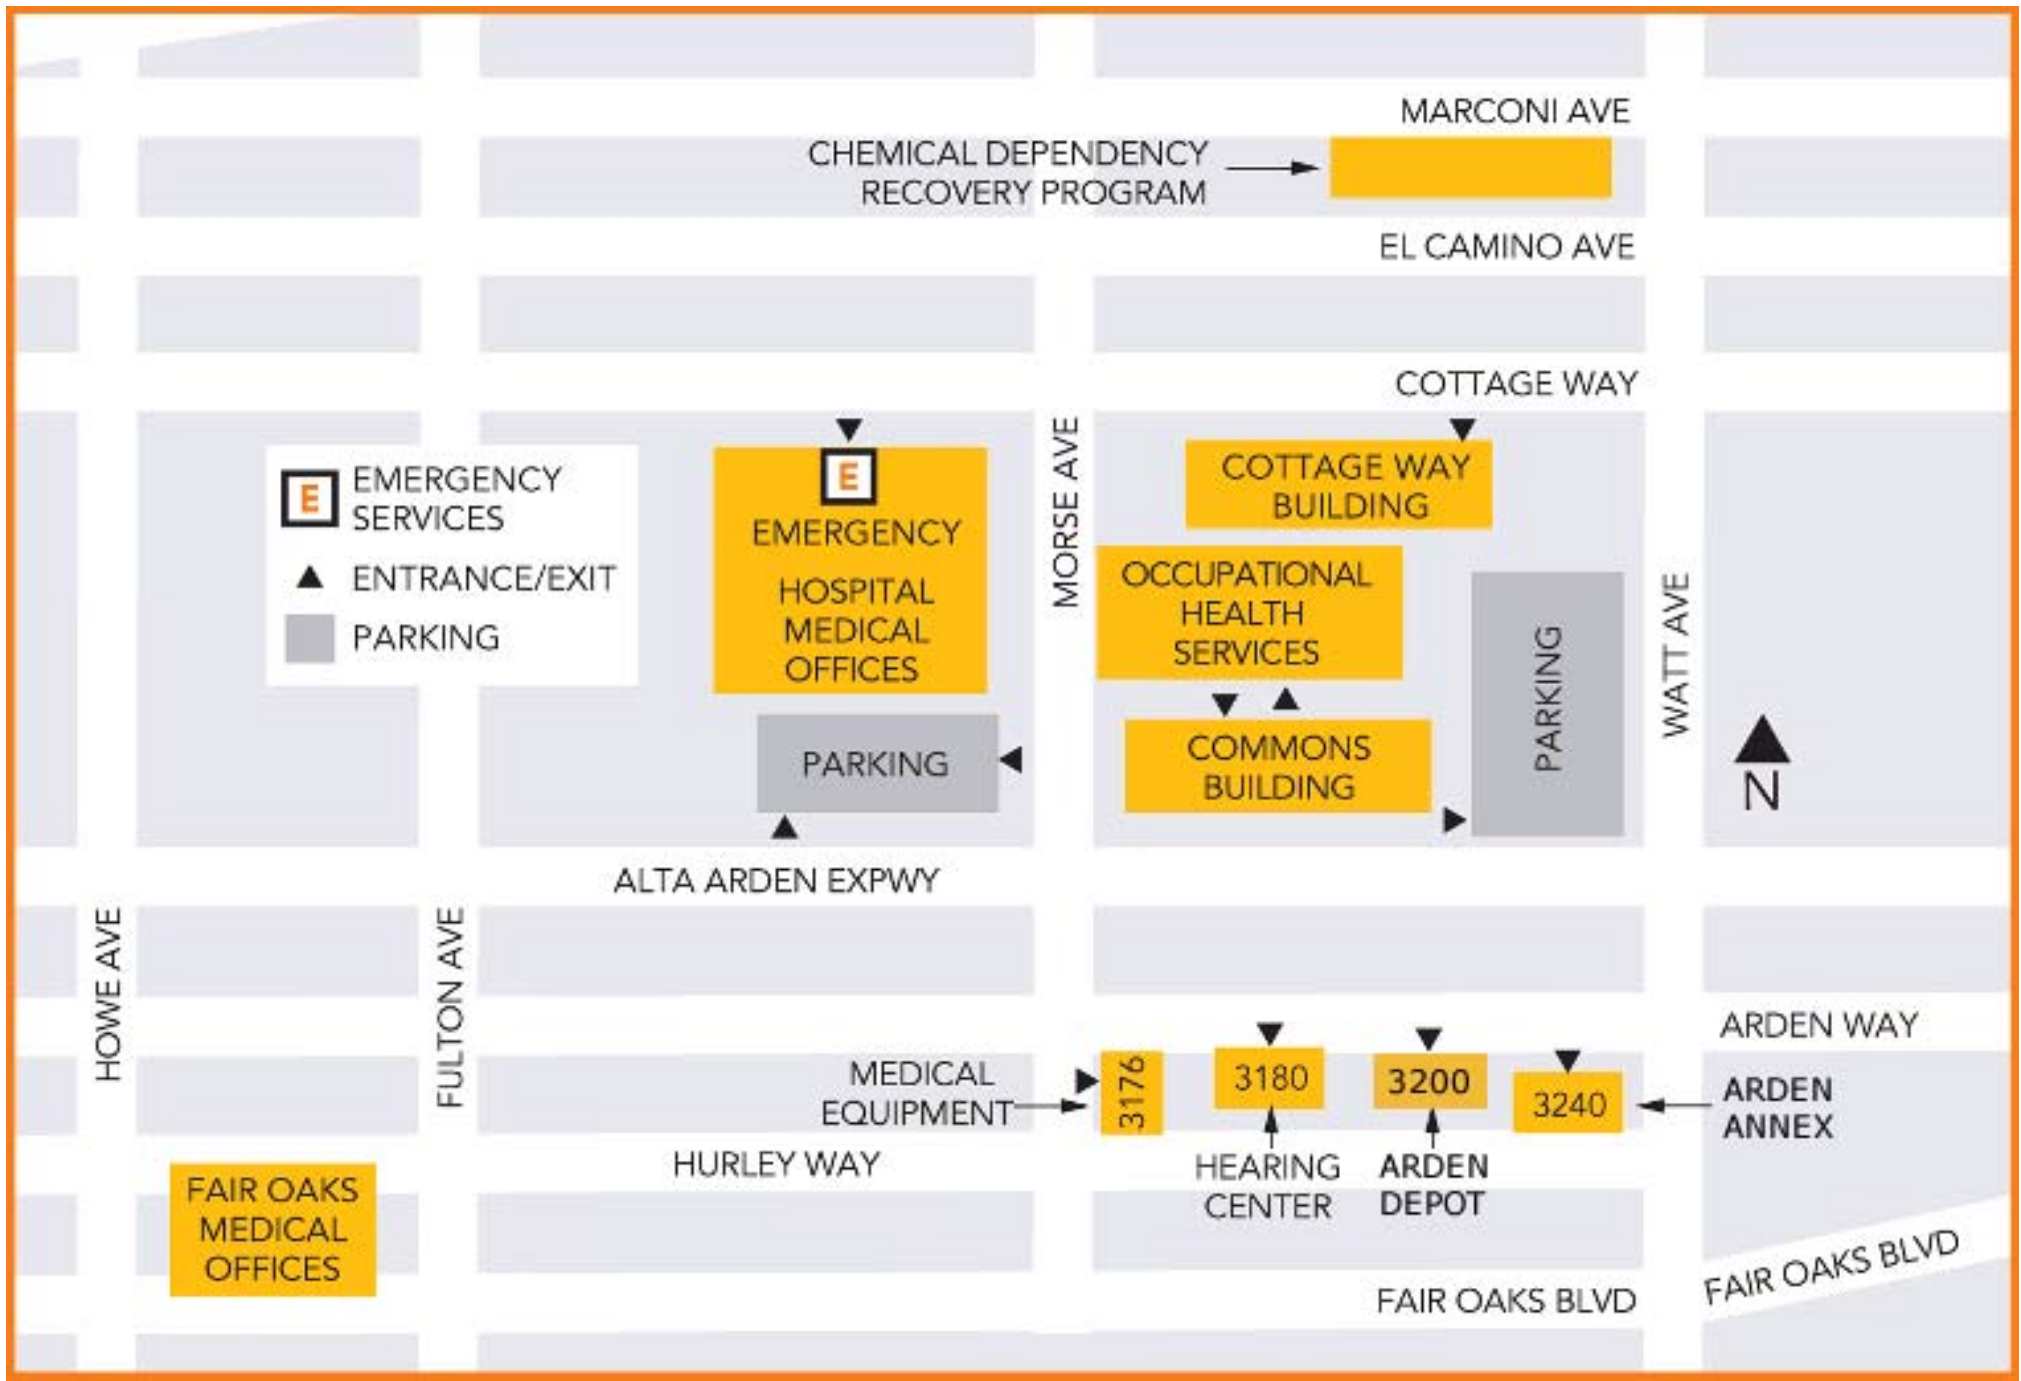 MARCONI AVE
CHEMICAL DEPENDENCY
RECOVERY PROGRAM
EL CAMINO AVE
COTTAGE WAY
E
EMERGENCY
SERVICES
ENTRANCE/EXIT
PARKING
E
EMERGENCY
HOSPITAL
MEDICAL
OFFICES
PARKING
MORSE AVE
COTTAGE WAY
BUILDING
OCCUPATIONAL
HEALTH
SERVICES
COMMONS
BUILDING
PARKING
WATT AVE
N
ALTA ARDEN EXPWY
HOWE AVE
FULTON AVE
ARDEN WAY
MEDICAL
EQUIPMENT
3176
3180
3200
3240
ARDEN
ANNEX
HURLEY WAY
HEARING
CENTER
ARDEN
DEPOT
FAIR OAKS
MEDICAL
OFFICES
FAIR OAKS BLVD
FAIR OAKS BLVD